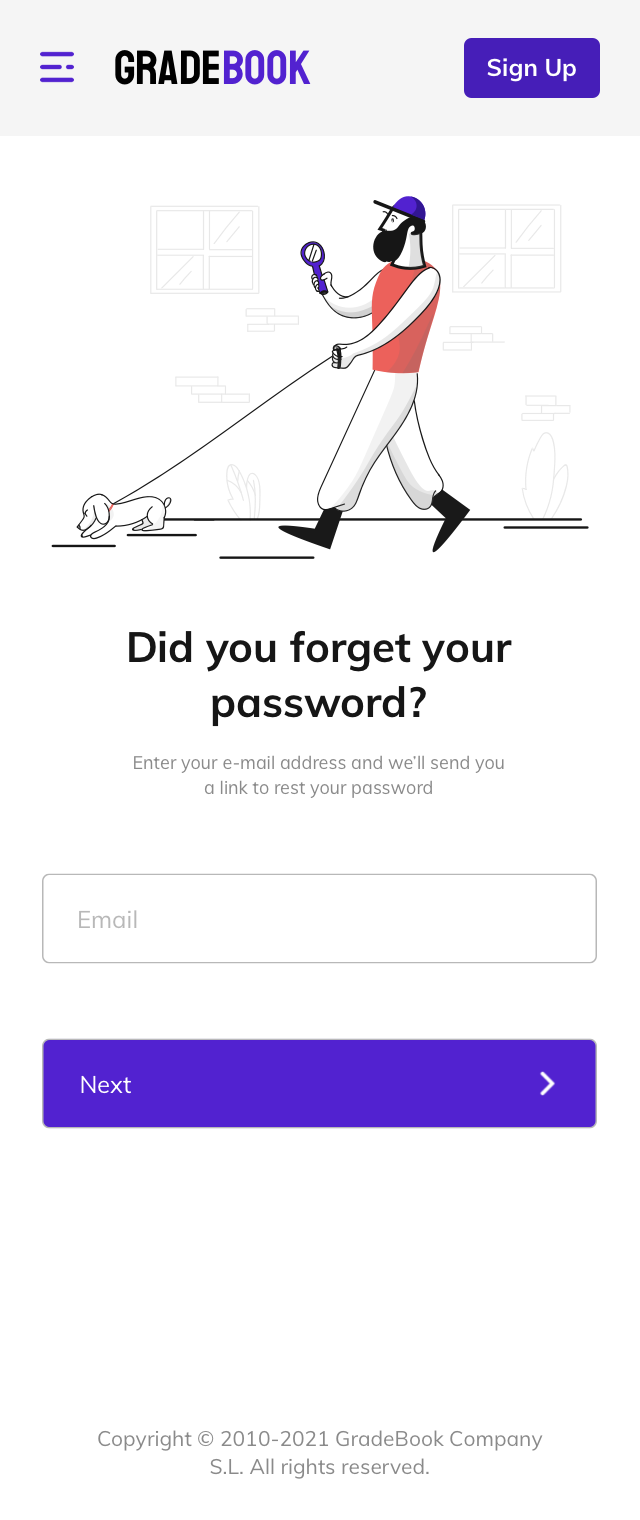 GRADEBOOK
Sign Up
Did you forget your
password?
Enter your e-mail address and we'll send you
a link to rest your password
Email
Next
Copyright © 2010-2021 GradeBook Company
S.L. All rights reserved.